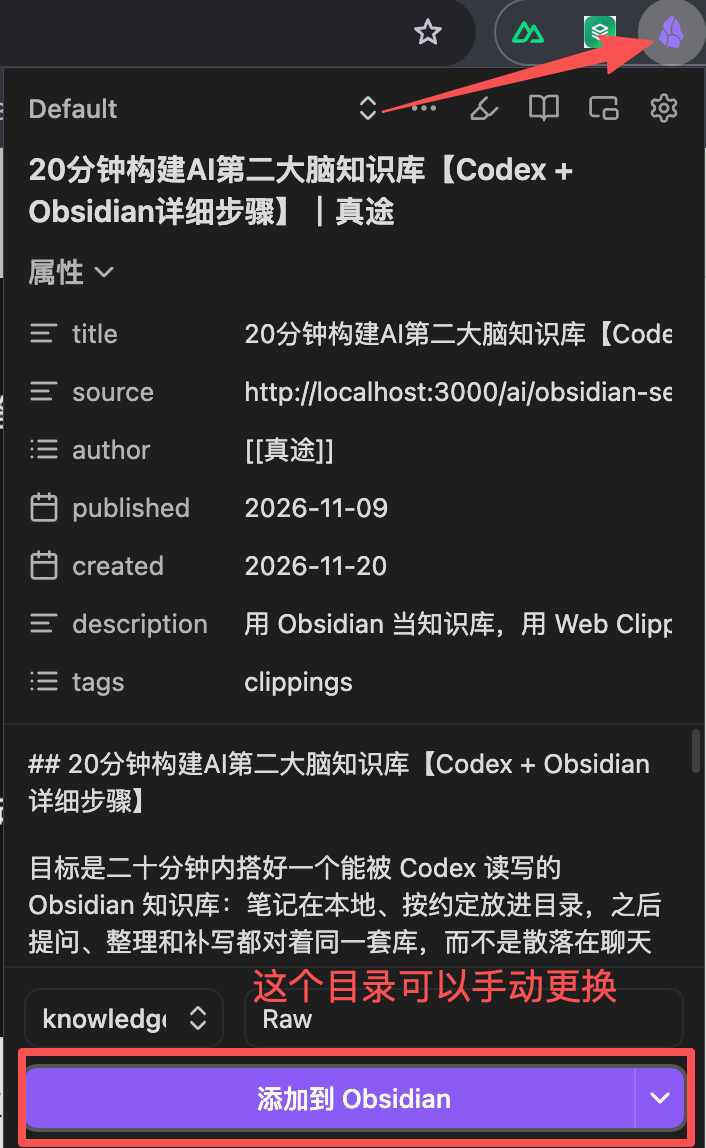 Default
20分钟构建AI第二大脑知识库【Codex +
Obsidian详细步骤】｜真途
属性
title 20分钟构建AI第二大脑知识库【Code
source http://localhost:3000/ai/obsidian-se
author [[真途]]
published 2026-11-09
created 2026-11-20
description 用 Obsidian 当知识库，用 Web Clipp
tags clippings
## 20分钟构建AI第二大脑知识库【Codex + Obsidian
详细步骤】
目标是二十分钟内搭好一个能被 Codex 读写的
Obsidian 知识库：笔记在本地、按约定放进目录，之后
提问、整理和补写都对着同一套库，而不是散落在聊天
这个目录可以手动更换
knowledge Raw
添加到 Obsidian